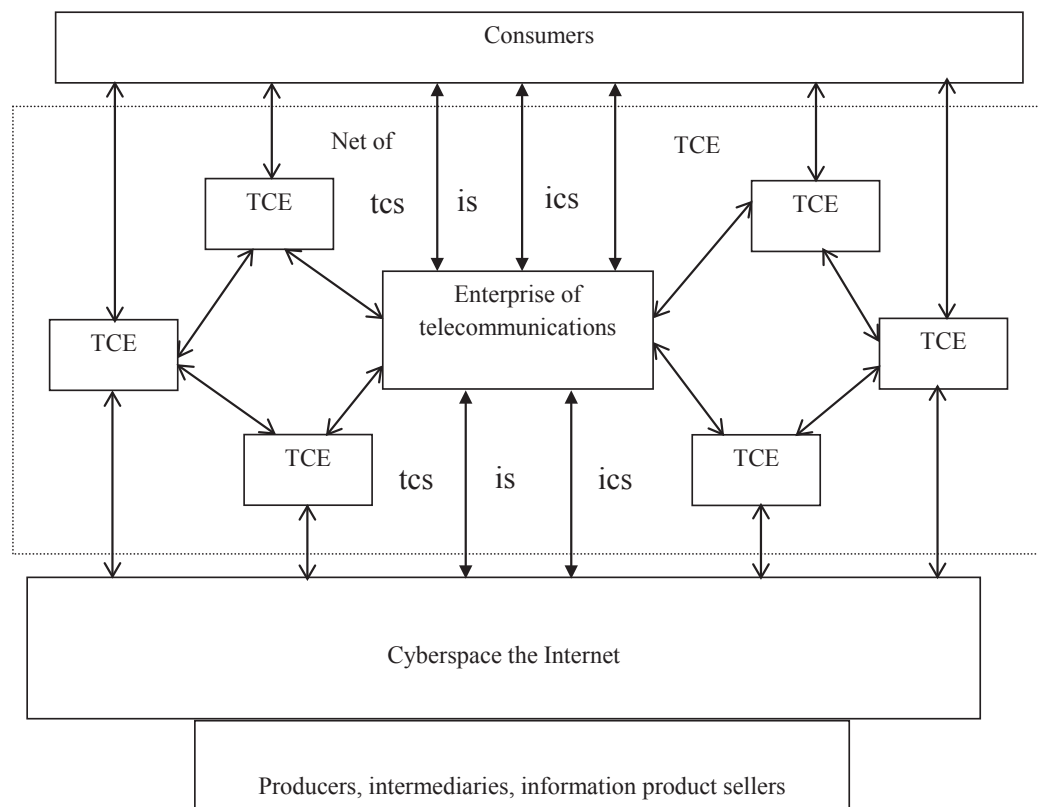 Consumers
Net of TCE
tcs is ics
TCE TCE
Enterprise of
telecommunications
TCE TCE
TCE TCE
tcs is ics
Cyberspace the Internet
Producers, intermediaries, information product sellers